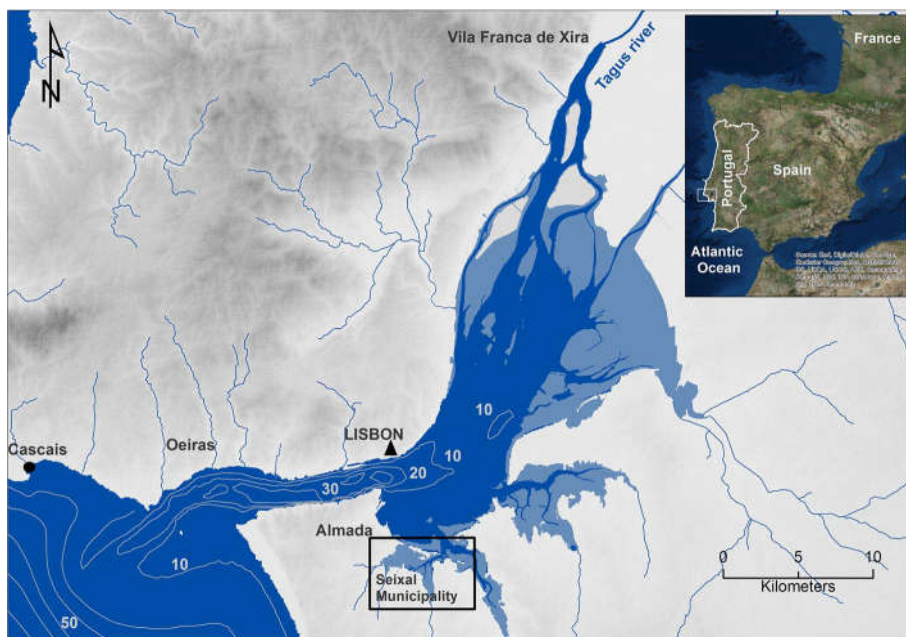 N
Vila Franca de Xira
Tagus river
France
Portugal
Spain
Atlantic
Ocean
10
Cascais
Oeiras
LISBON
10
20
30
Almada
10
50
Seixal
Municipality
0 5 10
Kilometers